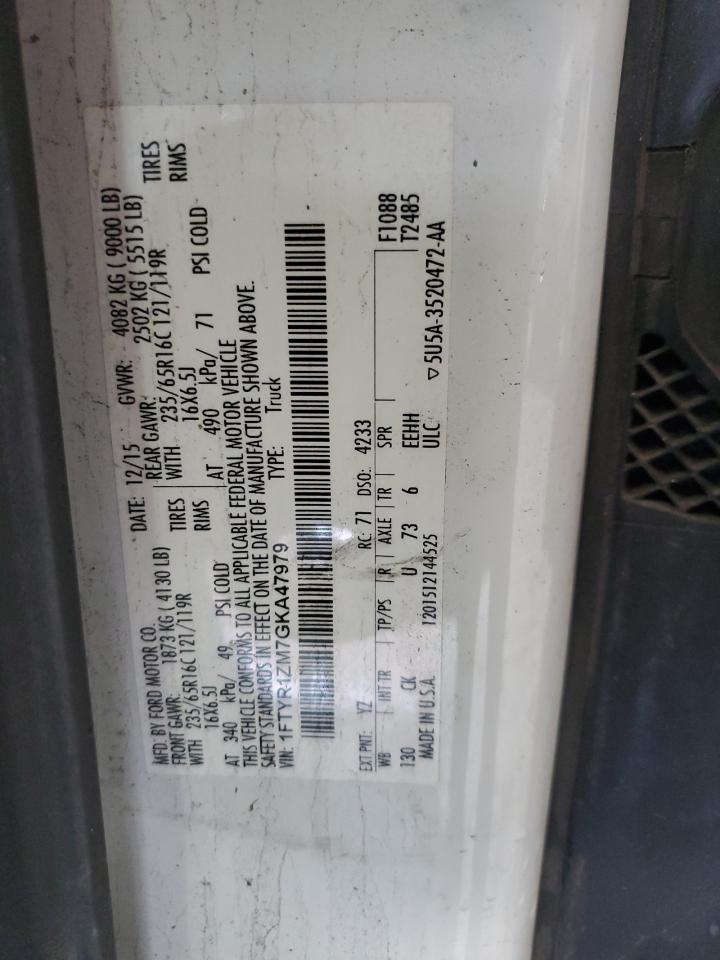 MFD. BY FORD MOTOR CO. DATE: 12/15 GVWR: 4082 KG ( 9000 LB)
FRONT GAWR: 1873 KG ( 4130 LB) REAR GAWR: 2502 KG ( 5515 LB)
WITH 235/65R16C 121/119R TIRES WITH 235/65R16C 121/119R TIRES
16X6.5J RIMS 16X6.5J RIMS
AT 340 kPa/ 49 PSI COLD AT 490 kPa/ 71 PSI COLD
THIS VEHICLE CONFORMS TO ALL APPLICABLE FEDERAL MOTOR VEHICLE
SAFETY STANDARDS IN EFFECT ON THE DATE OF MANUFACTURE SHOWN ABOVE.
VIN: 1FTYR1ZM7GKA47979 TYPE: Truck
EXT PNT: YZ RC: 71 DSO: 4233
WB INT TR TP/PS R AXLE TR SPR F1088
130 CK U 73 6 EEHH T2485
MADE IN U.S.A. 1201512144525 ULC ▽5U5A-3520472-AA